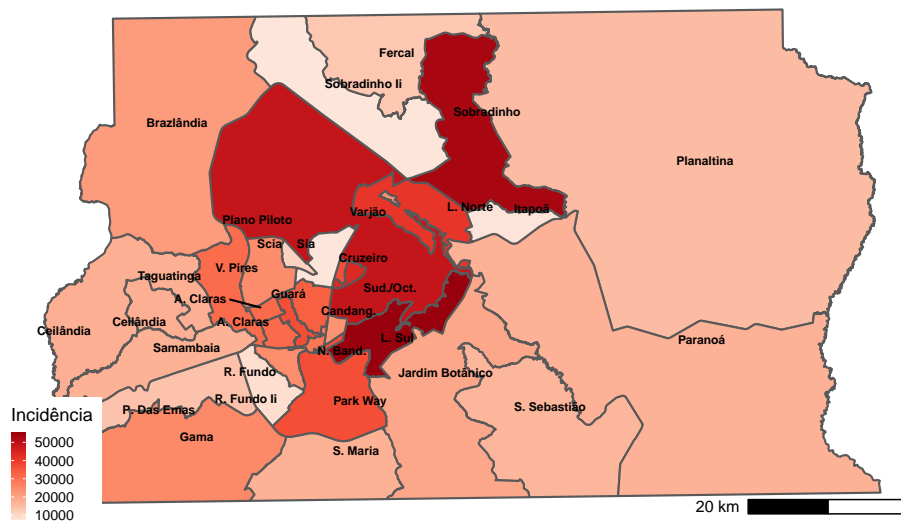 Fercal
Sobradinho Ii
Sobradinho
Brazlândia
Planaltina
L. Norte
Itapoã
Varjão
Plano Piloto
Scia
Sia
Cruzeiro
V. Pires
Taguatinga
Guará
Sud./Oct.
A. Claras
Candang.
Ceilândia
Ceilândia
A. Claras
L. Sul
Paranoá
Samambaia
N. Band.
R. Fundo
Jardim Botânico
R. Fundo Ii
Park Way
P. Das Emas
S. Sebastião
Gama
S. Maria
Incidência
50000
40000
30000
20000
10000
20 km